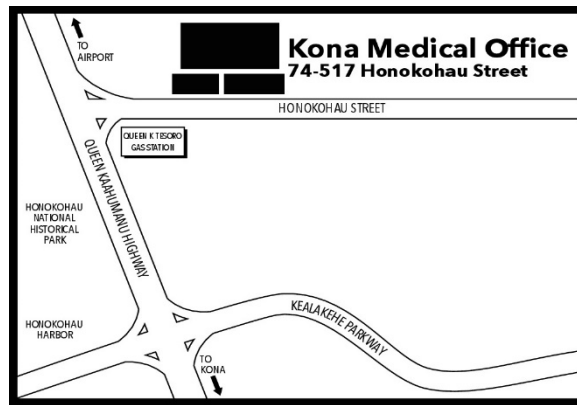 TO
AIRPORT
Kona Medical Office
74-517 Honokohau Street
HONOKOHAU STREET
QUEEN K TESORO
GAS STATION
QUEEN KAAHUMANU HIGHWAY
HONOKOHAU
NATIONAL
HISTORICAL
PARK
HONOKOHAU
HARBOR
KEALAKEHE PARKWAY
TO
KONA